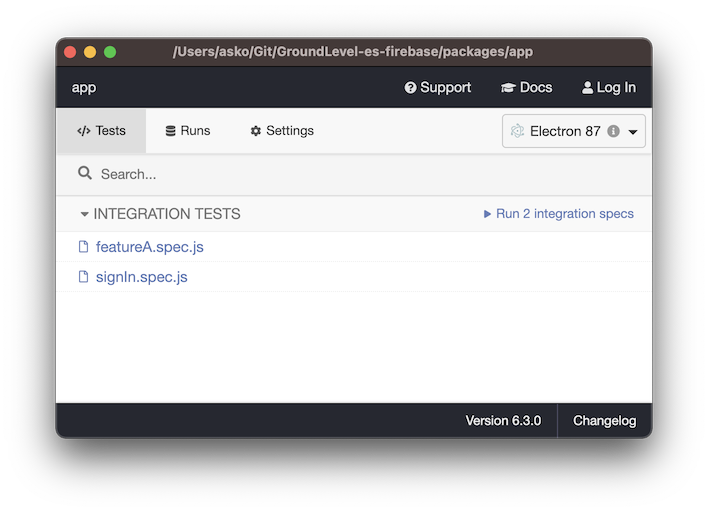 /Users/asko/Git/GroundLevel-es-firebase/packages/app
app Support Docs Log In
</> Tests Runs Settings Electron 87
Search...
INTEGRATION TESTS Run 2 integration specs
featureA.spec.js
signIn.spec.js
Version 6.3.0 Changelog